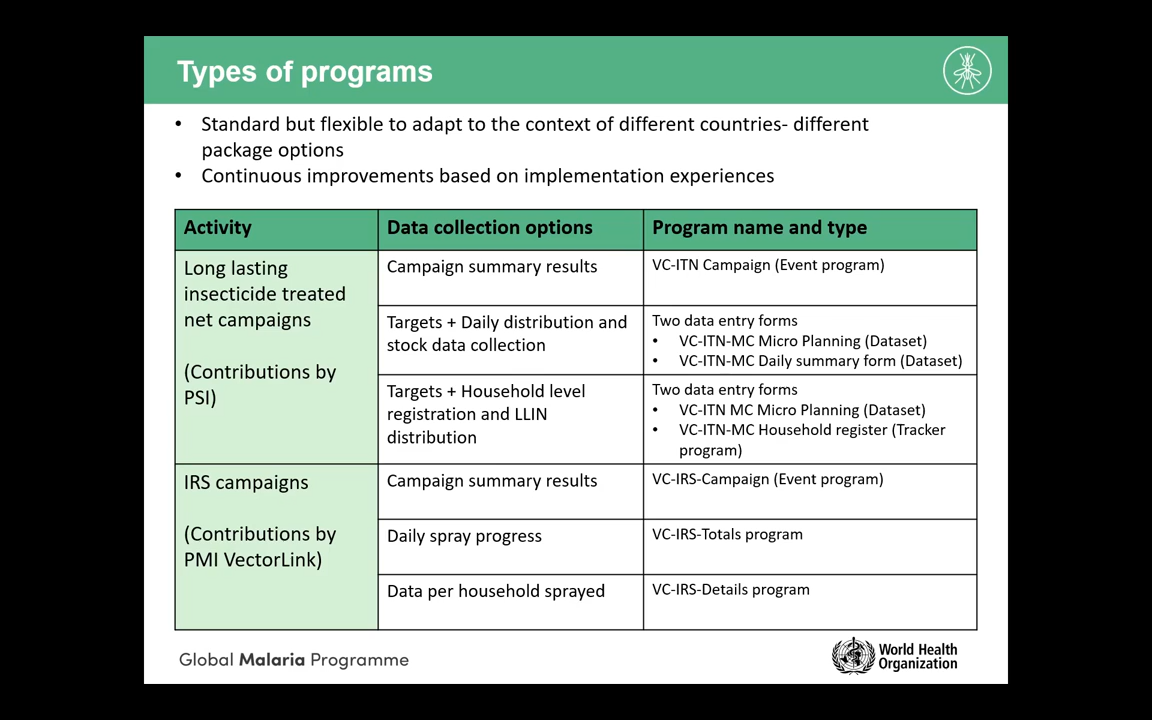 Types of programs
• Standard but flexible to adapt to the context of different countries- different
package options
• Continuous improvements based on implementation experiences
Activity
Data collection options
Program name and type
Long lasting
insecticide treated
net campaigns
(Contributions by
PSI)
Campaign summary results
VC-ITN Campaign (Event program)
Targets + Daily distribution and
stock data collection
Two data entry forms
• VC-ITN-MC Micro Planning (Dataset)
• VC-ITN-MC Daily summary form (Dataset)
Targets + Household level
registration and LLIN
distribution
Two data entry forms
• VC-ITN MC Micro Planning (Dataset)
• VC-ITN-MC Household register (Tracker
program)
IRS campaigns
(Contributions by
PMI VectorLink)
Campaign summary results
VC-IRS-Campaign (Event program)
Daily spray progress
VC-IRS-Totals program
Data per household sprayed
VC-IRS-Details program
Global Malaria Programme
World Health
Organization